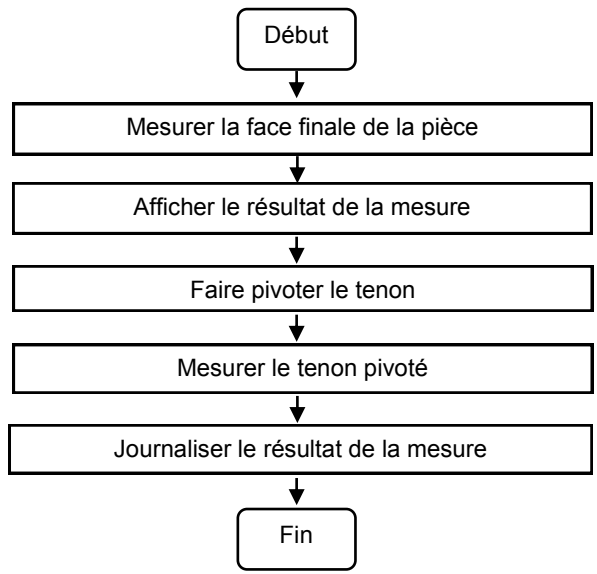 Début
Mesurer la face finale de la pièce
Afficher le résultat de la mesure
Faire pivoter le tenon
Mesurer le tenon pivoté
Journaliser le résultat de la mesure
Fin